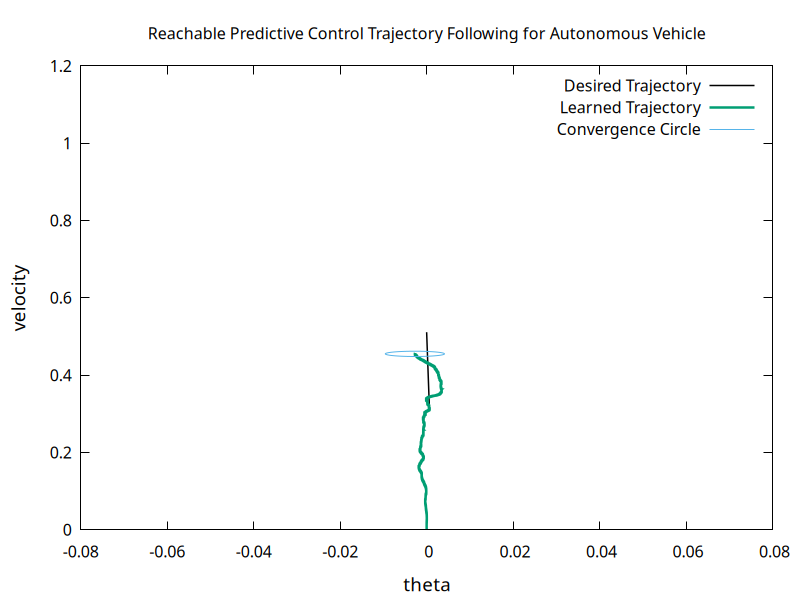 Reachable Predictive Control Trajectory Following for Autonomous Vehicle
Desired Trajectory
Learned Trajectory
Convergence Circle
1.2
1
0.8
0.6
0.4
0.2
0
velocity
-0.08 -0.06 -0.04 -0.02 0 0.02 0.04 0.06 0.08
theta